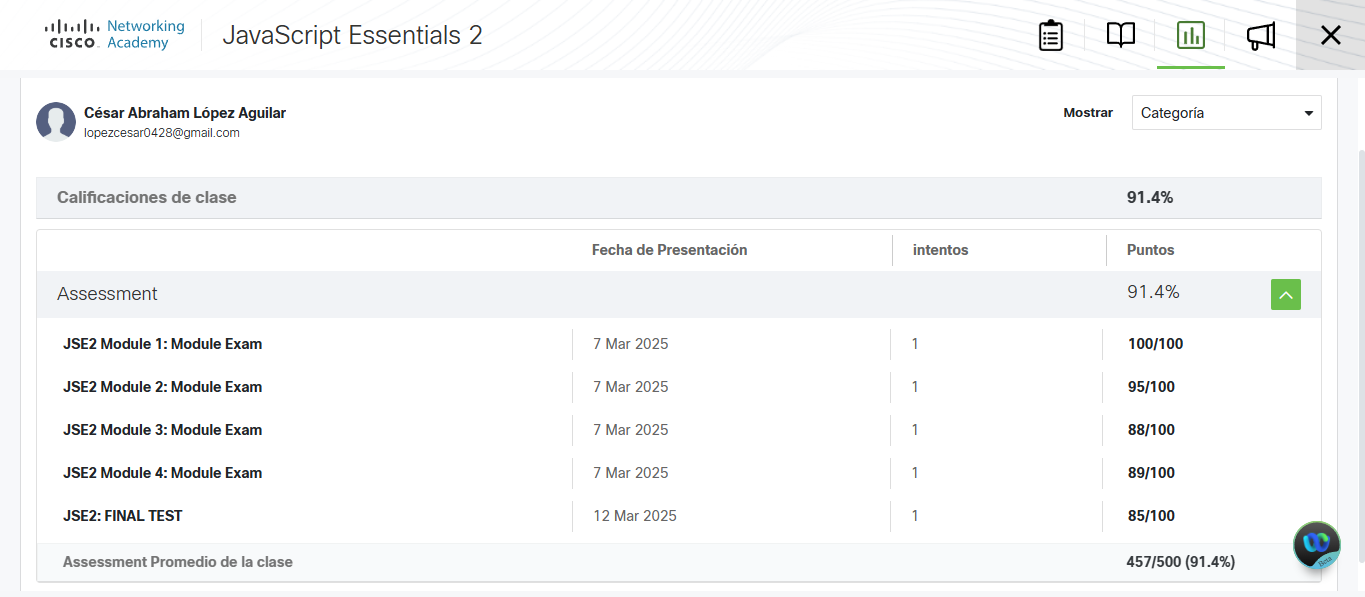 Networking
Academy
CISCO
JavaScript Essentials 2
César Abraham López Aguilar
lopezcesar0428@gmail.com
Mostrar
Categoría
Calificaciones de clase 91.4%
Fecha de Presentación intentos Puntos
Assessment 91.4%
JSE2 Module 1: Module Exam 7 Mar 2025 1 100/100
JSE2 Module 2: Module Exam 7 Mar 2025 1 95/100
JSE2 Module 3: Module Exam 7 Mar 2025 1 88/100
JSE2 Module 4: Module Exam 7 Mar 2025 1 89/100
JSE2: FINAL TEST 12 Mar 2025 1 85/100
Assessment Promedio de la clase 457/500 (91.4%)
Beta